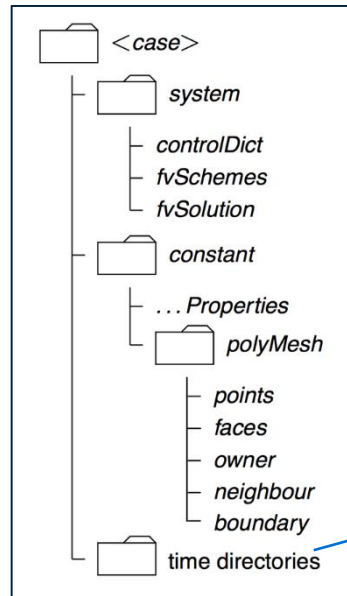 <case>
system
controlDict
fvSchemes
fvSolution
constant
...Properties
polyMesh
points
faces
owner
neighbour
boundary
time directories